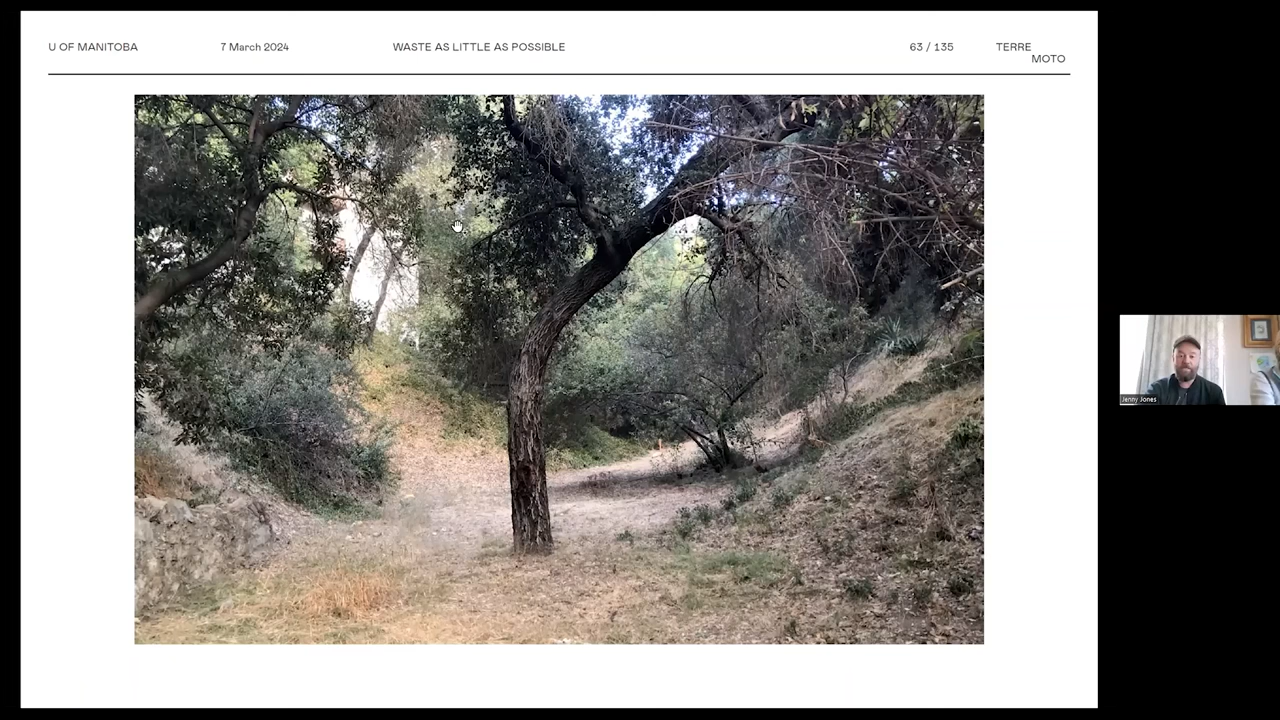 U OF MANITOBA
7 March 2024
WASTE AS LITTLE AS POSSIBLE
63 / 135
TERRE
MOTO
Jenny Jones